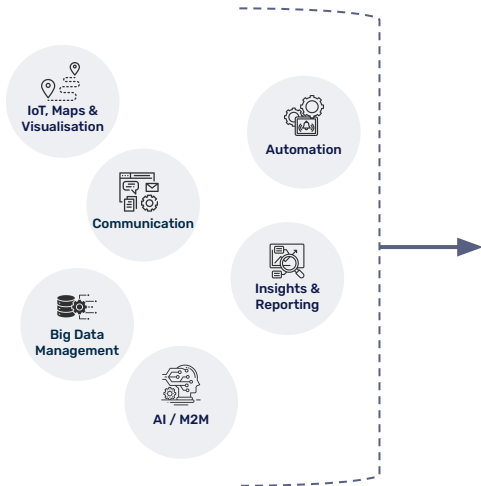 IoT, Maps &
Visualisation
Automation
Communication
Insights &
Reporting
Big Data
Management
AI / M2M